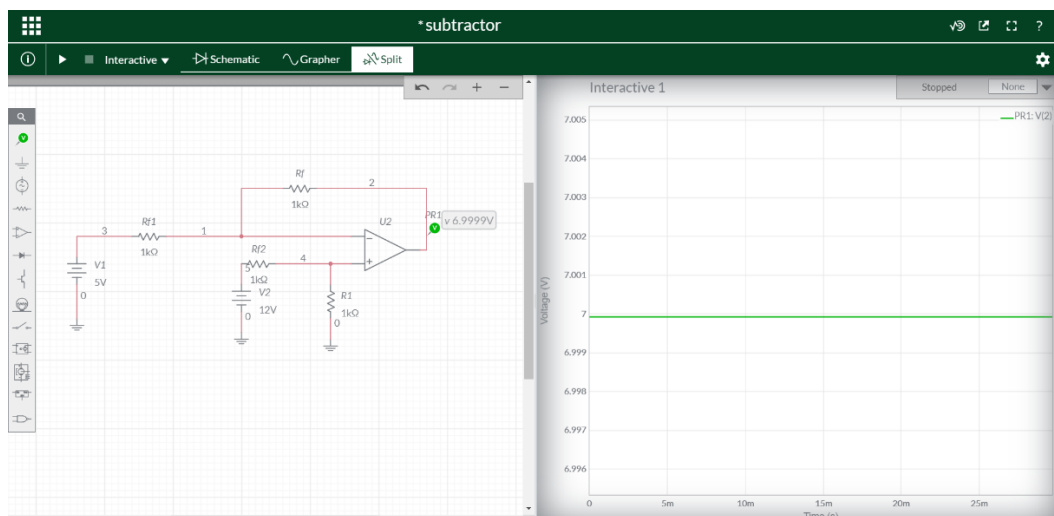 *subtractor
?
Interactive
Schematic
Grapher
Split
Interactive 1
Stopped
None
PR1: V(2)
7.005
7.004
7.003
7.002
7.001
7
6.999
6.998
6.997
6.996
Voltage (V)
0 5m 10m 15m 20m 25m
Time (s)
Rf
2
1kΩ
Rf1
3
1
1kΩ
U2
PR1
v 6.9999V
Rf2
4
5
1kΩ
V1
5V
0
V2
12V
0
R1
1kΩ
0